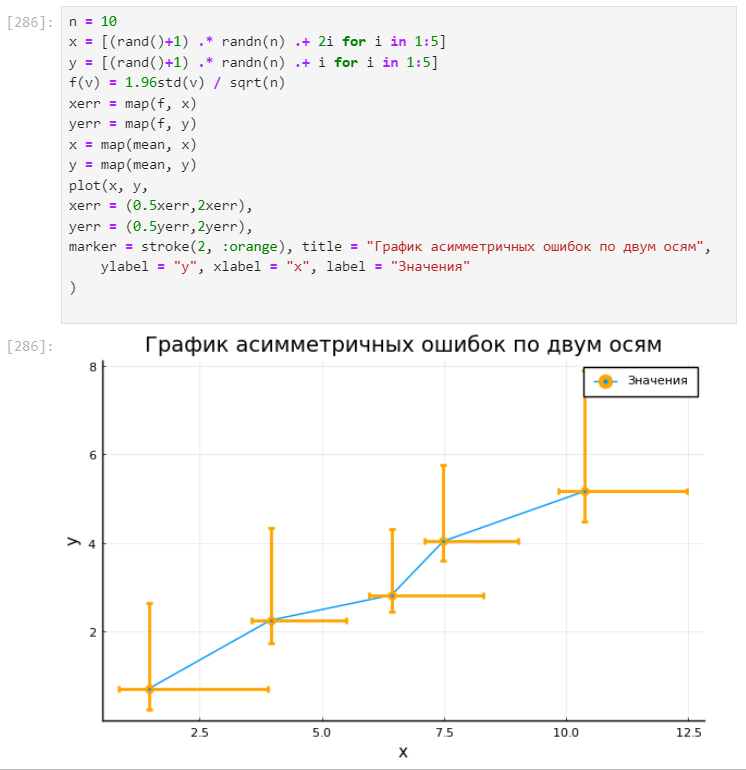 [286]:
n = 10
x = [(rand()+1) .* randn(n) .+ 2i for i in 1:5]
y = [(rand()+1) .* randn(n) .+ i for i in 1:5]
f(v) = 1.96std(v) / sqrt(n)
xerr = map(f, x)
yerr = map(f, y)
x = map(mean, x)
y = map(mean, y)
plot(x, y,
xerr = (0.5xerr,2xerr),
yerr = (0.5yerr,2yerr),
marker = stroke(2, :orange), title = "График асимметричных ошибок по двум осям",
ylabel = "y", xlabel = "x", label = "Значения"
)
[286]:
График асимметричных ошибок по двум осям
Значения
8
6
4
2
y
2.5 5.0 7.5 10.0 12.5
x